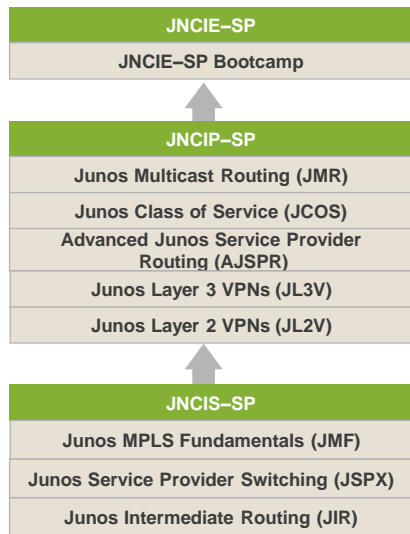 JNCIE–SP
JNCIE–SP Bootcamp
JNCIP–SP
Junos Multicast Routing (JMR)
Junos Class of Service (JCOS)
Advanced Junos Service Provider
Routing (AJSPR)
Junos Layer 3 VPNs (JL3V)
Junos Layer 2 VPNs (JL2V)
JNCIS–SP
Junos MPLS Fundamentals (JMF)
Junos Service Provider Switching (JSPX)
Junos Intermediate Routing (JIR)